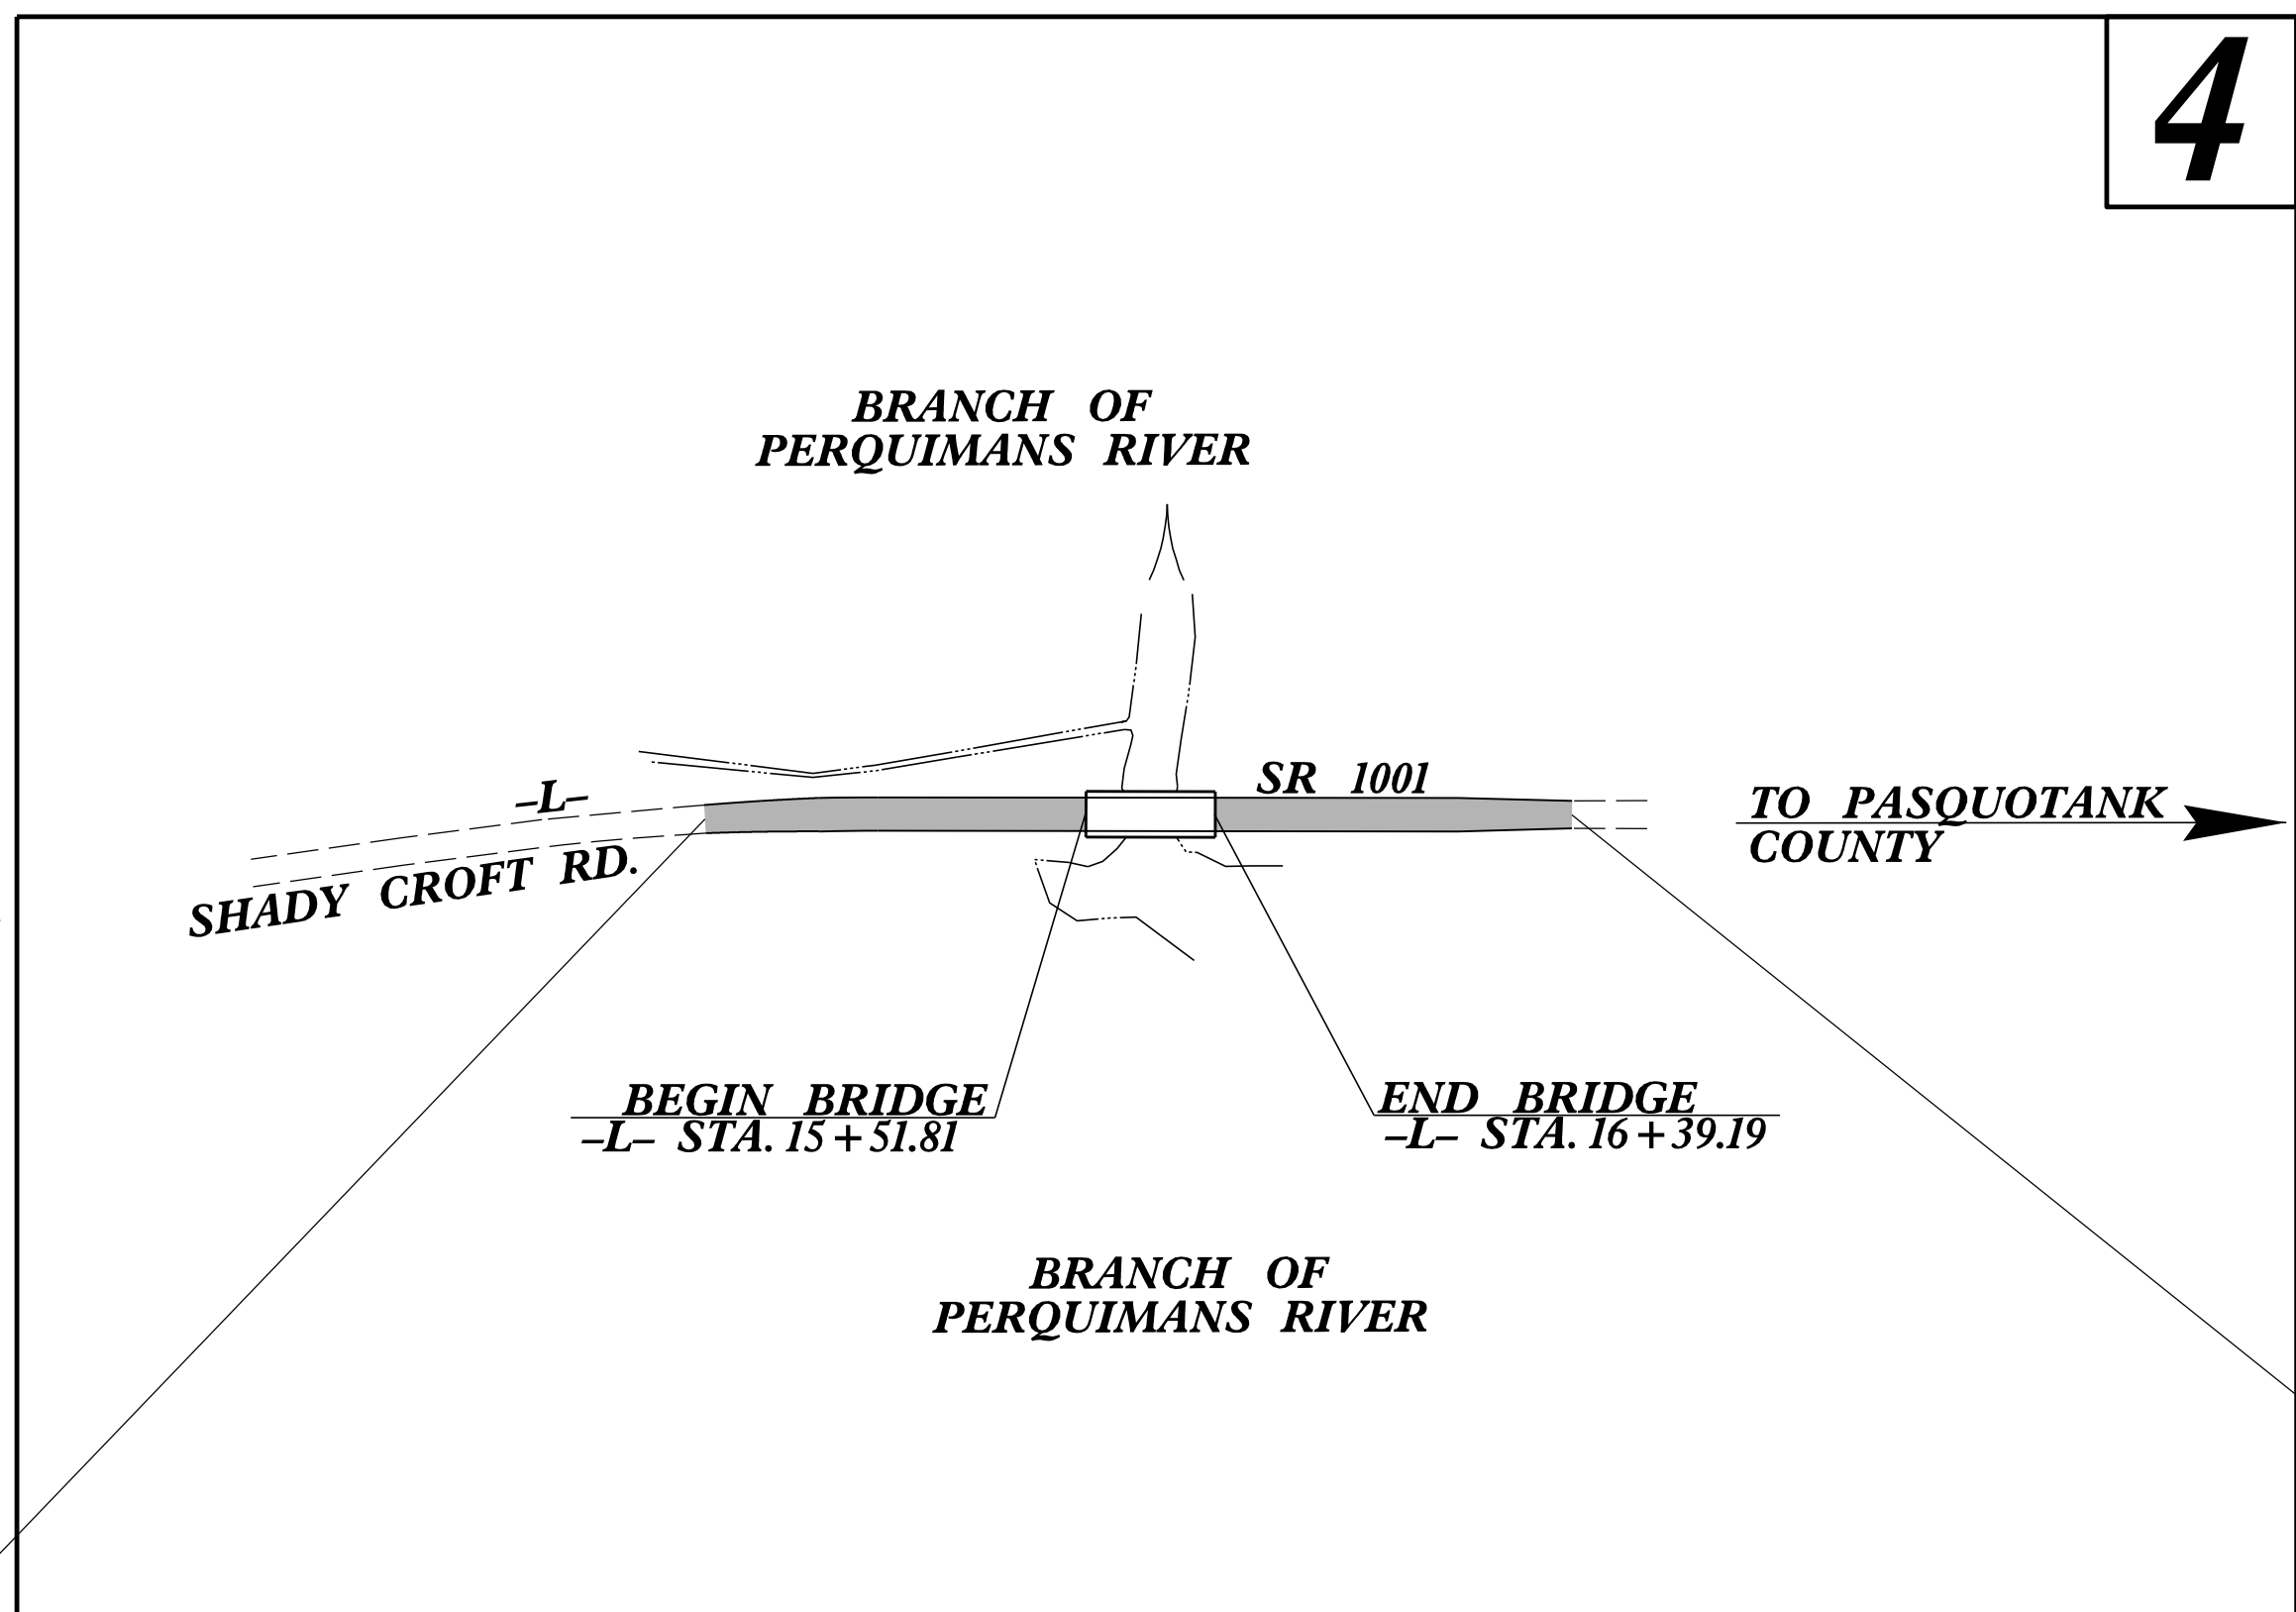 4
BRANCH OF
PERQUIMANS RIVER
–L–
SHADY CROFT RD.
SR 1001
TO PASQUOTANK
COUNTY
BEGIN BRIDGE
–L– STA. 15+51.81
END BRIDGE
–L– STA. 16+39.19
BRANCH OF
PERQUIMANS RIVER